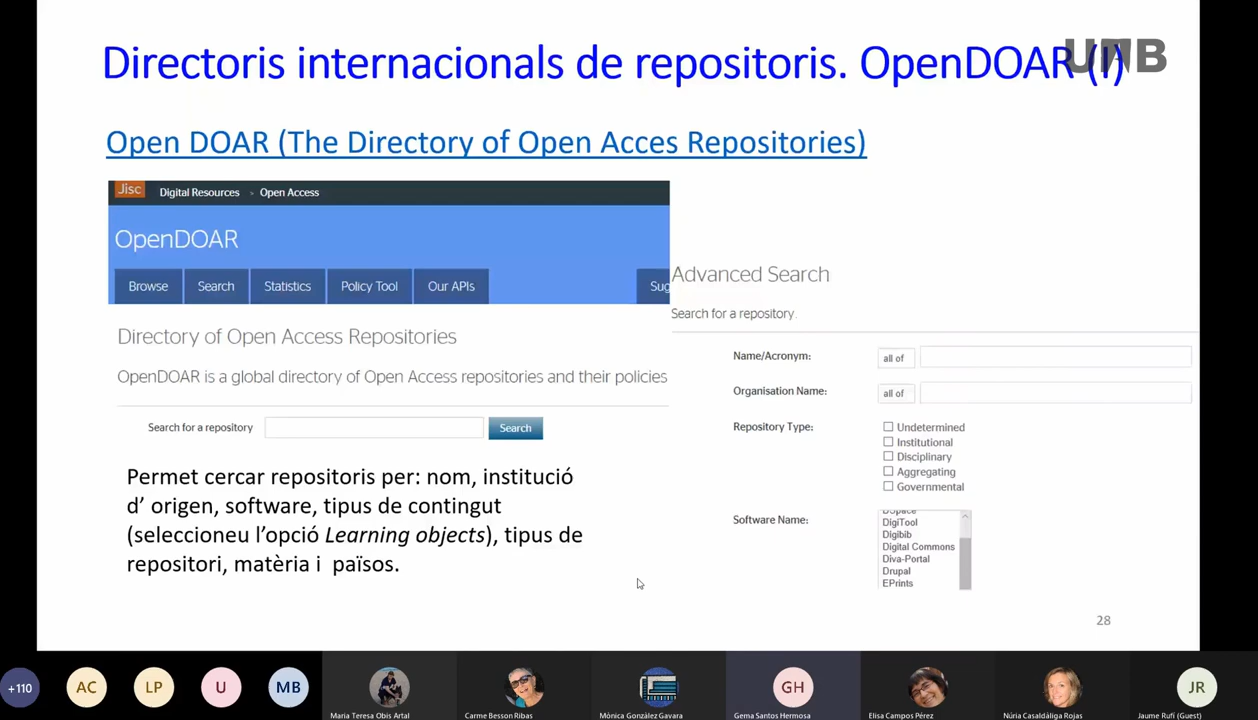 Directoris internacionals de repositoris. OpenDOAR (I)
UAB
Open DOAR (The Directory of Open Acces Repositories)
Jisc Digital Resources > Open Access
OpenDOAR
Browse Search Statistics Policy Tool Our APIs Sug
Directory of Open Access Repositories
OpenDOAR is a global directory of Open Access repositories and their policies
Search for a repository Search
Permet cercar repositoris per: nom, institució
d’ origen, software, tipus de contingut
(seleccioneu l’opció Learning objects), tipus de
repositori, matèria i països.
Advanced Search
Search for a repository.
Name/Acronym: all of
Organisation Name: all of
Repository Type: Undetermined
Institutional
Disciplinary
Aggregating
Governmental
Software Name: DSpace
DigiTool
Digibib
Digital Commons
Diva-Portal
Drupal
EPrints
28
+110 AC LP U MB GH JR
Maria Teresa Obis Artal Carme Besson Ribas Mònica González Gavara Gema Santos Hermosa Elisa Campos Pérez Núria Casaldàliga Rojas Jaume Rufí (Guest)